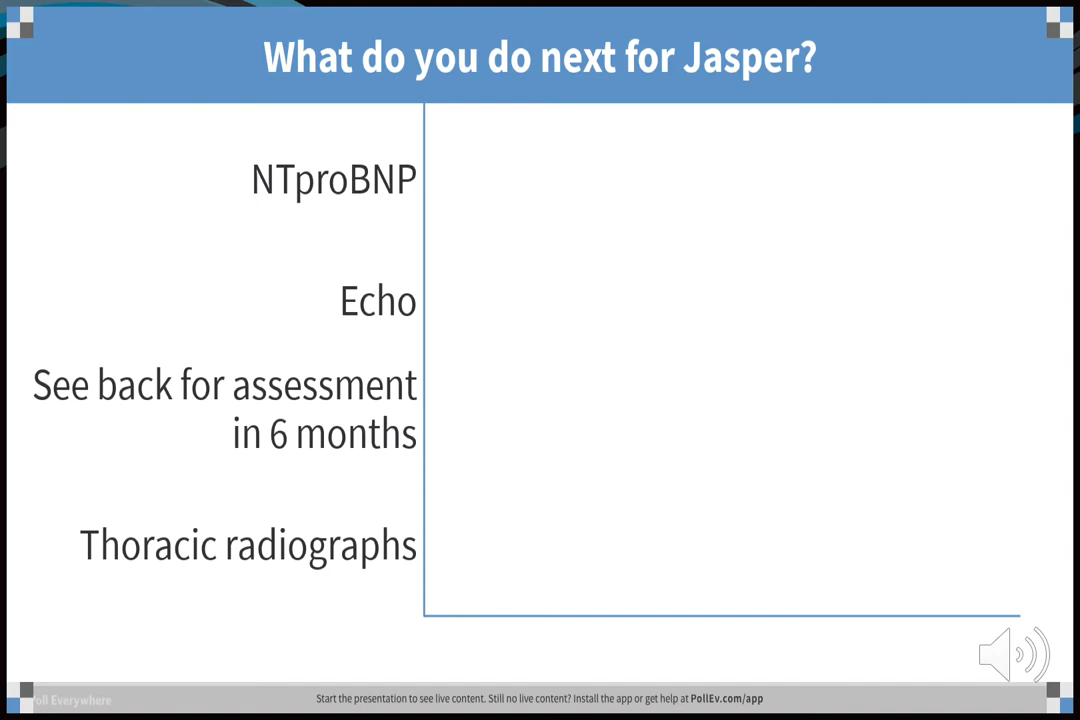 What do you do next for Jasper?
NTproBNP
Echo
See back for assessment
in 6 months
Thoracic radiographs
Poll Everywhere
Start the presentation to see live content. Still no live content? Install the app or get help at PollEv.com/app